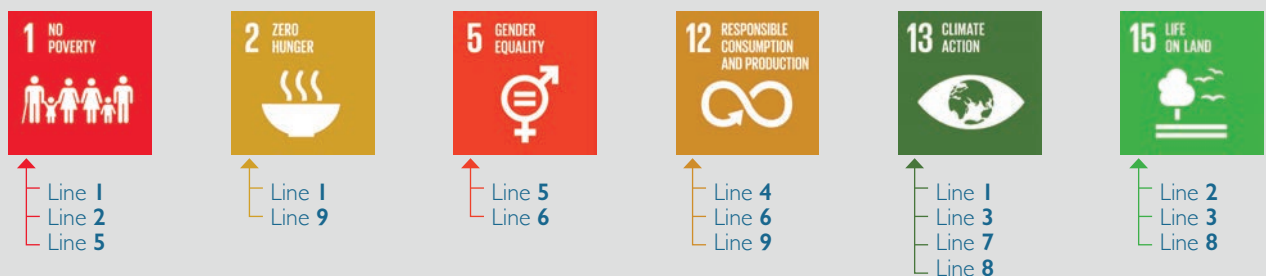 1 NO
POVERTY
Line 1
Line 2
Line 5
2 ZERO
HUNGER
Line 1
Line 9
5 GENDER
EQUALITY
Line 5
Line 6
12 RESPONSIBLE
CONSUMPTION
AND PRODUCTION
Line 4
Line 6
Line 9
13 CLIMATE
ACTION
Line 1
Line 3
Line 7
Line 8
15 LIFE
ON LAND
Line 2
Line 3
Line 8